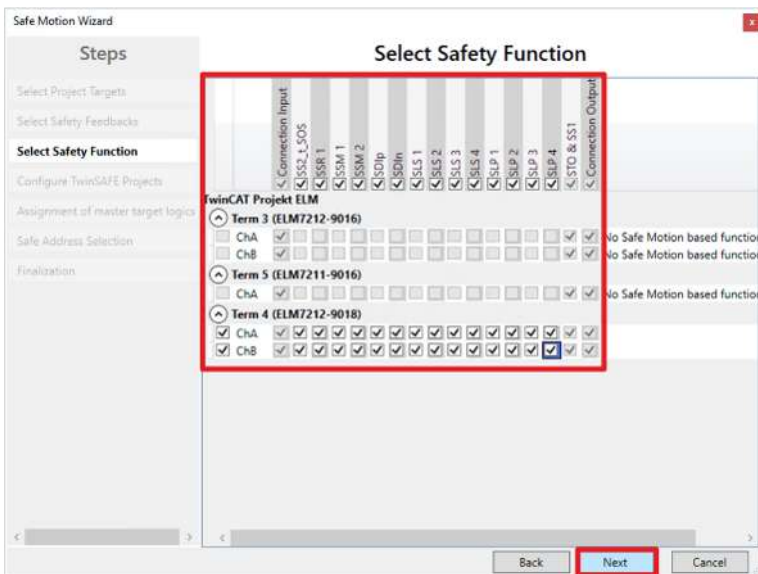 Safe Motion Wizard
x
Steps
Select Safety Function
Select Project Targets
Select Safety Feedbacks
Select Safety Function
Configure TwinSAFE Projects
Assignment of master target logics
Safe Address Selection
Finalization
Connection Input
SS2_t_SOS
SSR 1
SSM 1
SSM 2
SDIp
SDIn
SLS 1
SLS 2
SLS 3
SLS 4
SLP 1
SLP 2
SLP 3
SLP 4
STO & SS1
Connection Output
TwinCAT Projekt ELM
Term 3 (ELM7212-9016)
ChA No Safe Motion based functio
ChB No Safe Motion based functio
Term 5 (ELM7211-9016)
ChA No Safe Motion based functio
Term 4 (ELM7212-9018)
ChA
ChB
Back Next Cancel